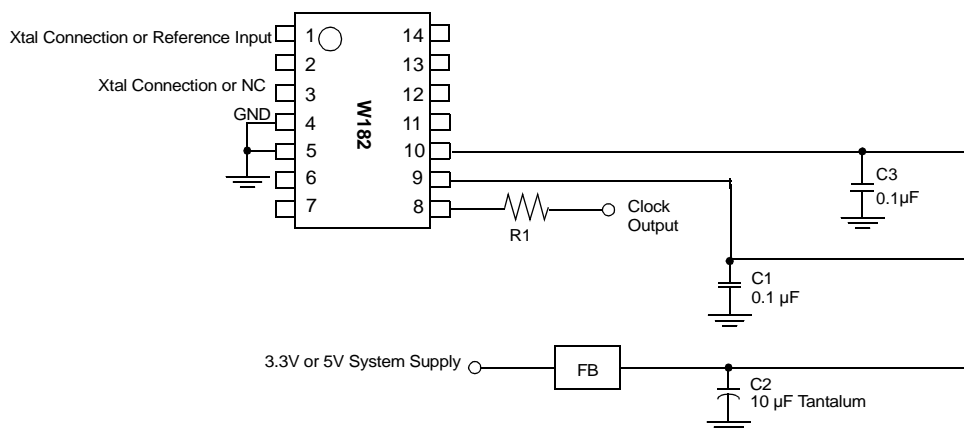 Xtal Connection or Reference Input
1
14
2
13
Xtal Connection or NC
3
12
GND
4
11
W182
5
10
6
9
7
8
C3
0.1µF
R1
Clock
Output
C1
0.1 µF
3.3V or 5V System Supply
FB
C2
10 µF Tantalum